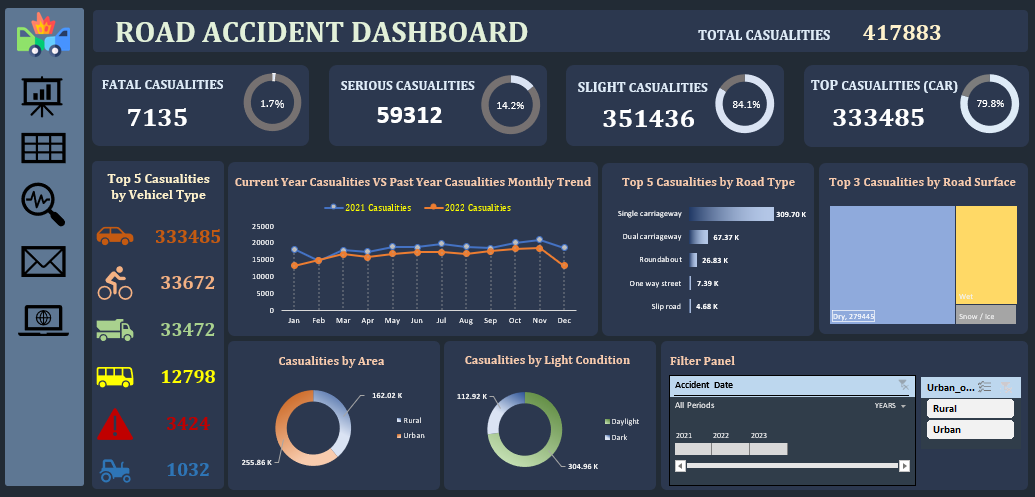 ROAD ACCIDENT DASHBOARD
TOTAL CASUALITIES 417883
FATAL CASUALITIES
7135
1.7%
SERIOUS CASUALITIES
59312
14.2%
SLIGHT CASUALITIES
351436
84.1%
TOP CASUALITIES (CAR)
333485
79.8%
Top 5 Casualities
by Vehicel Type
333485
33672
33472
12798
3424
1032
Current Year Casualities VS Past Year Casualities Monthly Trend
2021 Casualities
2022 Casualities
25000
20000
15000
10000
5000
0
Jan Feb Mar Apr May Jun Jul Aug Sep Oct Nov Dec
Top 5 Casualities by Road Type
Single carriageway 309.70 K
Dual carriageway 67.37 K
Roundabout 26.83 K
One way street 7.39 K
Slip road 4.68 K
Top 3 Casualities by Road Surface
Dry, 279445
Wet
Snow / Ice
Casualities by Area
162.02 K
Rural
Urban
255.86 K
Casualities by Light Condition
112.92 K
Daylight
Dark
304.96 K
Filter Panel
Accident Date
All Periods YEARS
2021 2022 2023
Urban_o...
Rural
Urban